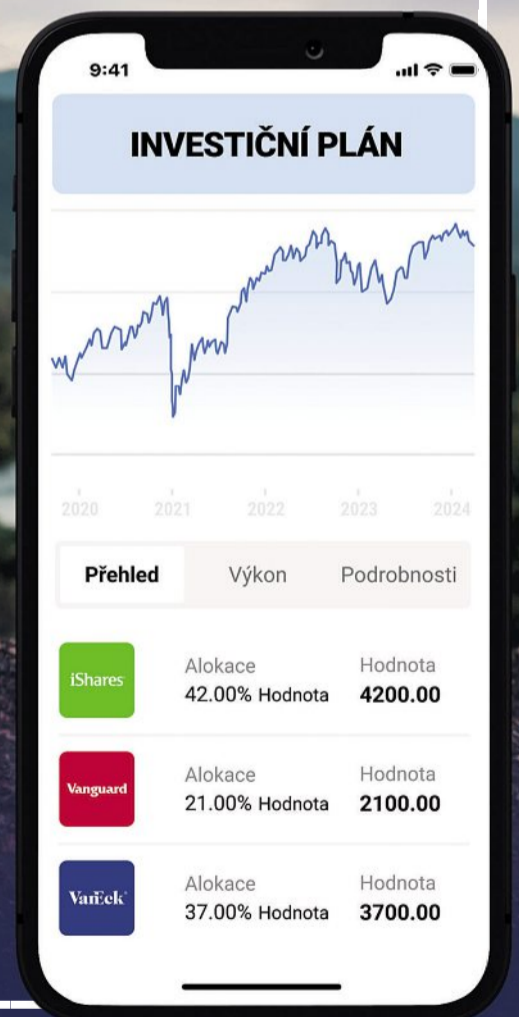 9:41
INVESTIČNÍ PLÁN
2020 2021 2022 2023 2024
Přehled Výkon Podrobnosti
iShares
Alokace Hodnota
42.00% Hodnota 4200.00
Vanguard
Alokace Hodnota
21.00% Hodnota 2100.00
VanEck
Alokace Hodnota
37.00% Hodnota 3700.00